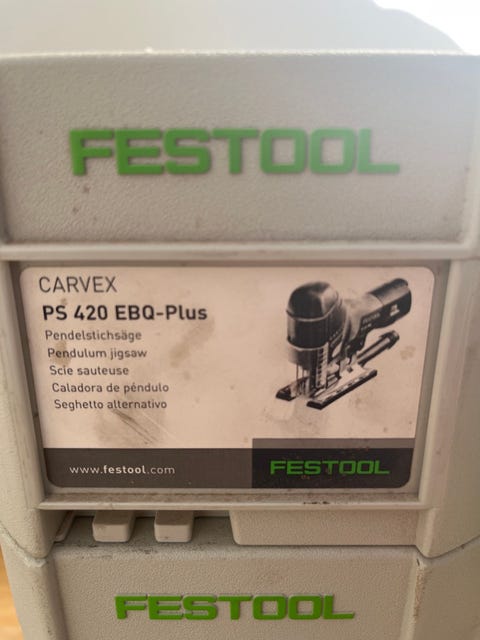 FESTOOL
CARVEX
PS 420 EBQ-Plus
Pendelstichsäge
Pendulum jigsaw
Scie sauteuse
Caladora de péndulo
Seghetto alternativo
www.festool.com
FESTOOL
FESTOOL